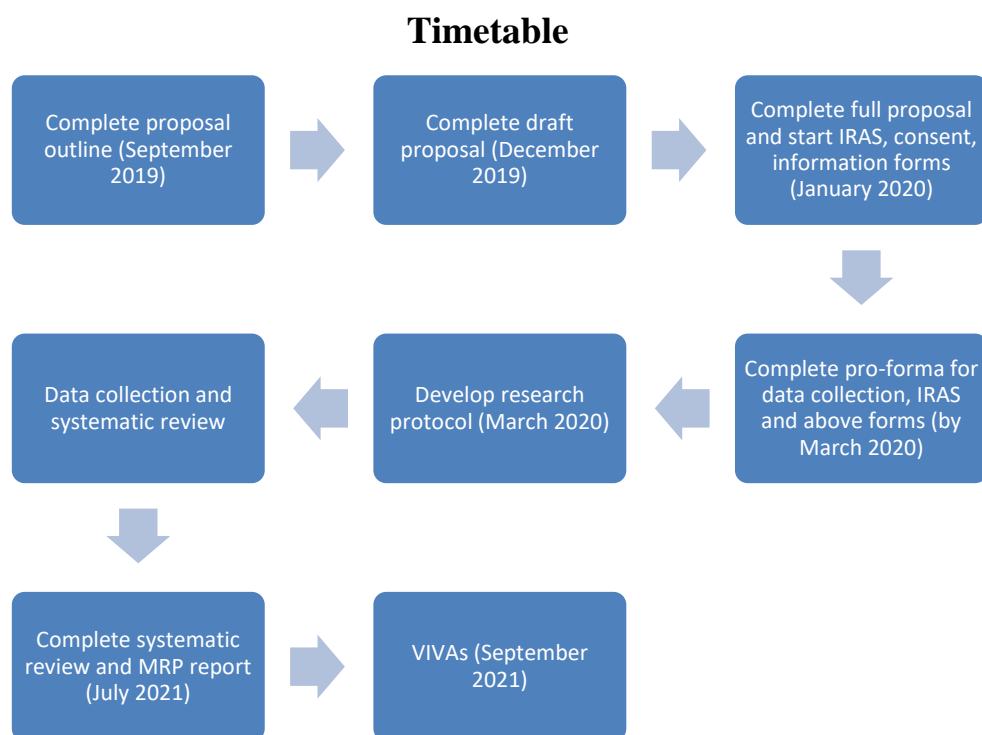 Timetable
Complete proposal
outline (September
2019)
Complete draft
proposal (December
2019)
Complete full proposal
and start IRAS, consent,
information forms
(January 2020)
Complete pro-forma for
data collection, IRAS
and above forms (by
March 2020)
Develop research
protocol (March 2020)
Data collection and
systematic review
Complete systematic
review and MRP report
(July 2021)
VIVAs (September
2021)